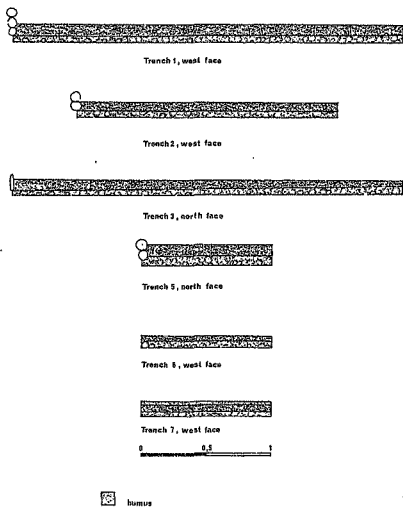 Trench 1, west face
Trench 2, west face
Trench 3, north face
Trench 5, north face
Trench 6, west face
Trench 7, west face
0 0,5 1
humus